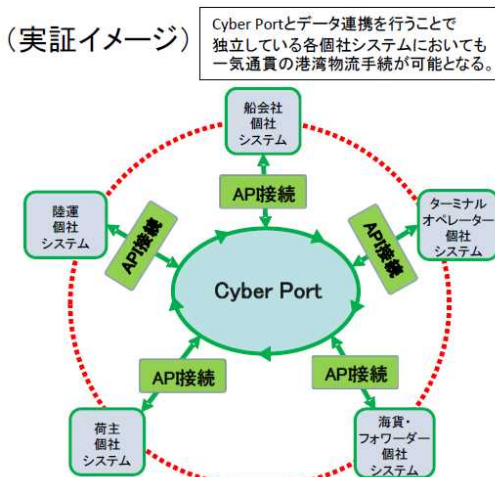 (実証イメージ)
Cyber Portとデータ連携を行うことで
独立している各個社システムにおいても
一気通貫の港湾物流手続が可能となる。
船会社
個社
システム
API接続
陸運
個社
システム
API接続
ターミナル
オペレーター
個社
システム
API接続
Cyber Port
API接続
API接続
荷主
個社
システム
海貨・
フォワーダー
個社
システム